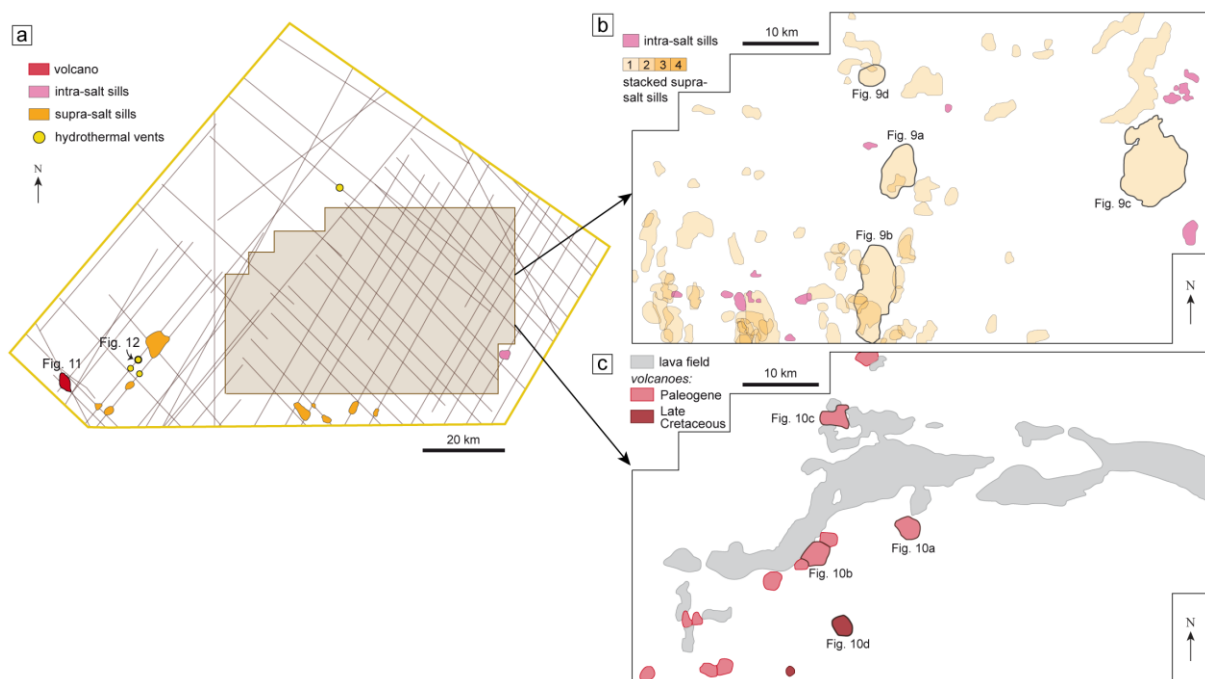 a
volcano
intra-salt sills
supra-salt sills
hydrothermal vents
N
Fig. 12
Fig. 11
20 km
b
10 km
intra-salt sills
1 2 3 4
stacked supra-
salt sills
Fig. 9d
Fig. 9a
Fig. 9c
Fig. 9b
N
c
10 km
lava field
volcanoes:
Paleogene
Late
Cretaceous
Fig. 10c
Fig. 10a
Fig. 10b
Fig. 10d
N